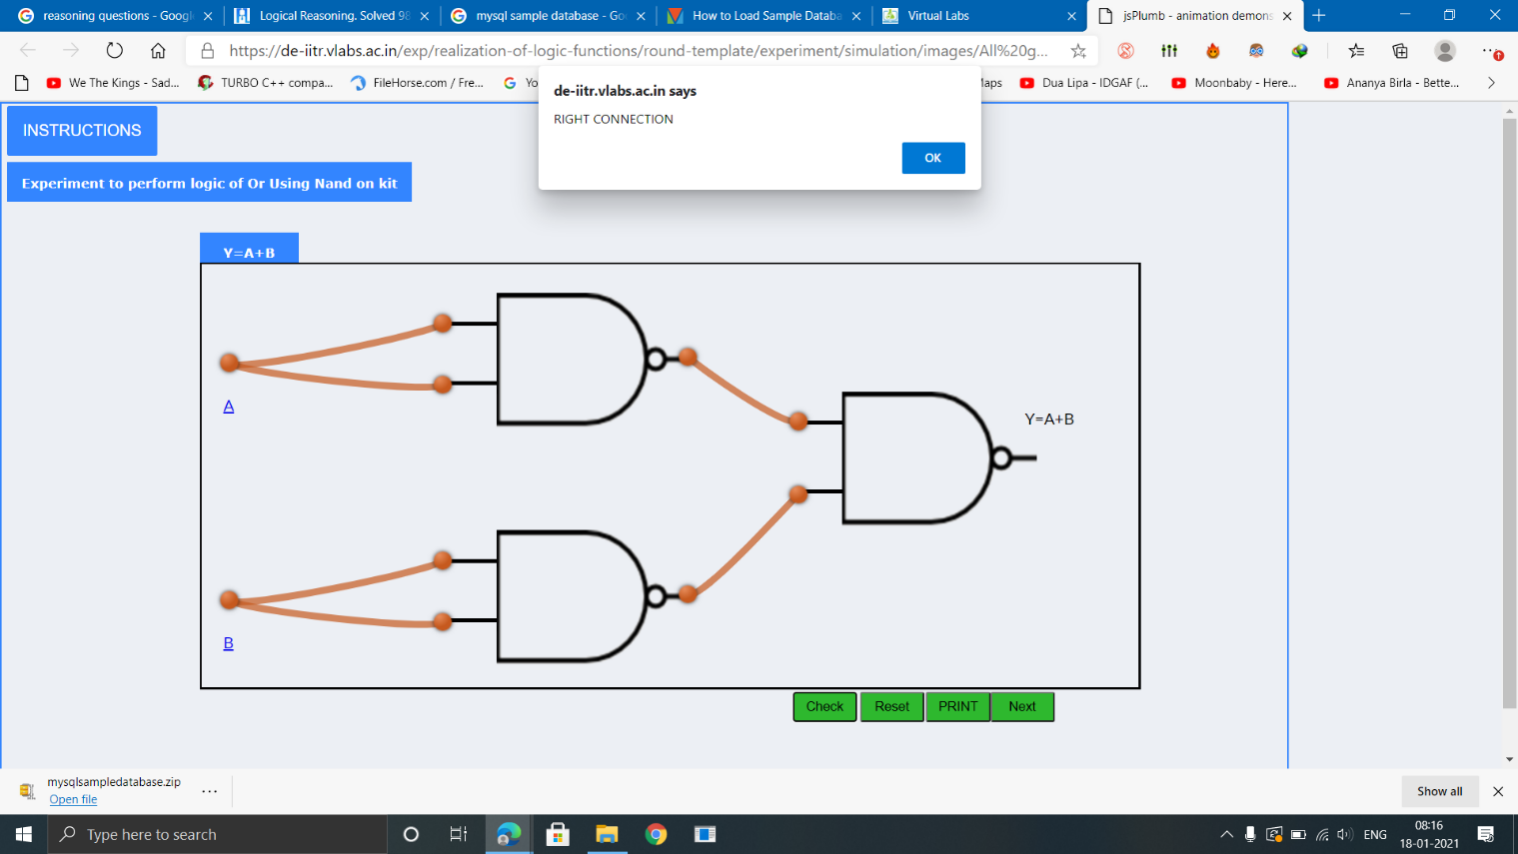 reasoning questions - Googl
Logical Reasoning. Solved 98
mysql sample database - Go
How to Load Sample Databa
Virtual Labs
jsPlumb - animation demons
https://de-iitr.vlabs.ac.in/exp/realization-of-logic-functions/round-template/experiment/simulation/images/All%20g...
We The Kings - Sad...
TURBO C++ compa...
FileHorse.com / Fre...
Yo
laps
Dua Lipa - IDGAF (...
Moonbaby - Here...
Ananya Birla - Bette...
de-iitr.vlabs.ac.in says
RIGHT CONNECTION
OK
INSTRUCTIONS
Experiment to perform logic of Or Using Nand on kit
Y=A+B
A
Y=A+B
B
Check
Reset
PRINT
Next
mysqlsampledatabase.zip
Open file
Show all
Type here to search
ENG
08:16
18-01-2021